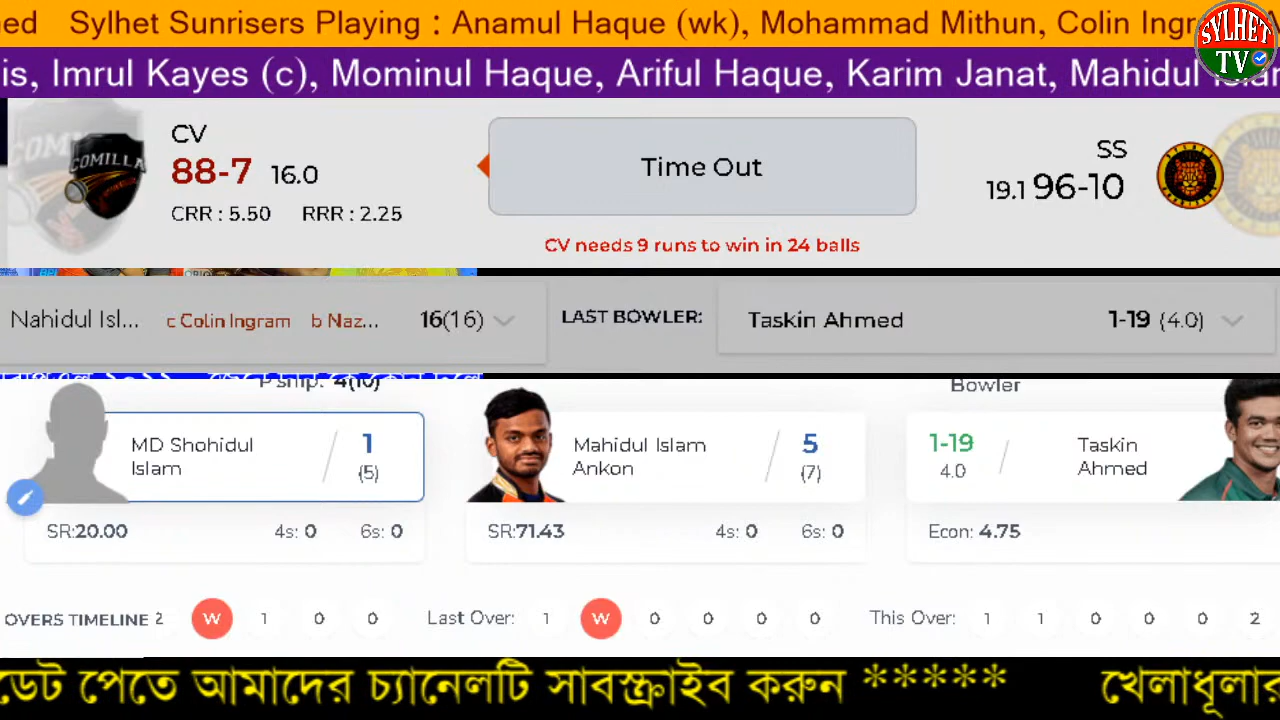 ed Sylhet Sunrisers Playing : Anamul Haque (wk), Mohammad Mithun, Colin Ingr
SYLHET TV
is, Imrul Kayes (c), Mominul Haque, Ariful Haque, Karim Janat, Mahidul Islam
COMILLA
CV
88-7 16.0
CRR : 5.50 RRR : 2.25
Time Out
CV needs 9 runs to win in 24 balls
SS
19.1 96-10
Nahidul Isl... c Colin Ingram b Naz... 16(16)
LAST BOWLER: Taskin Ahmed 1-19 (4.0)
P'ship: 4(10)
Bowler
MD Shohidul Islam 1 (5)
SR:20.00 4s: 0 6s: 0
Mahidul Islam Ankon 5 (7)
SR:71.43 4s: 0 6s: 0
1-19 4.0 Taskin Ahmed
Econ: 4.75
OVERS TIMELINE 2 W 1 0 0 Last Over: 1 W 0 0 0 0 This Over: 1 1 0 0 0 2
ডেট পেতে আমাদের চ্যানেলটি সাবস্ক্রাইব করুন ***** খেলাধূলার